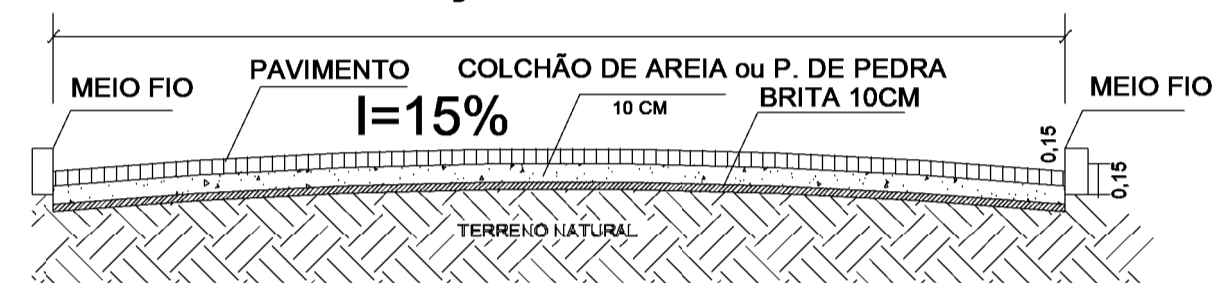 MEIO FIO
PAVIMENTO
COLCHÃO DE AREIA ou P. DE PEDRA
10 CM
BRITA 10CM
MEIO FIO
I=15%
0,15
0,15
TERRENO NATURAL